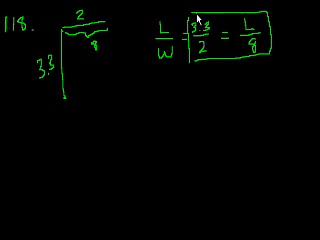 118.
2
8
3.3
L/W = 3.3/2 = L/8